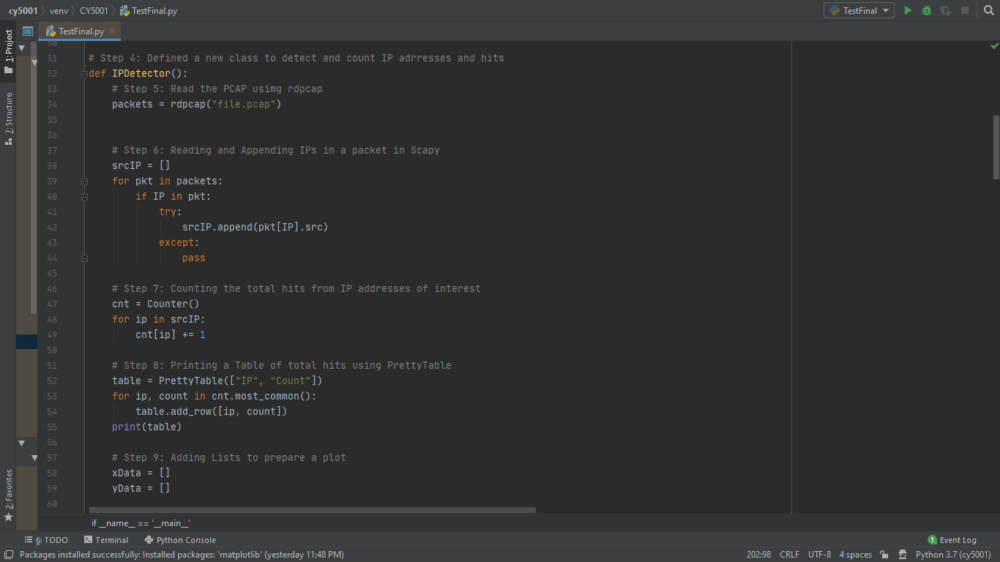 cy5001 venv CY5001 TestFinal.py TestFinal
1: Project
TestFinal.py
30
31 # Step 4: Defined a new class to detect and count IP adrresses and hits
32 def IPDetector():
33 # Step 5: Read the PCAP usimg rdpcap
34 packets = rdpcap("file.pcap")
35
36
37 # Step 6: Reading and Appending IPs in a packet in Scapy
38 srcIP = []
39 for pkt in packets:
40 if IP in pkt:
41 try:
42 srcIP.append(pkt[IP].src)
43 except:
44 pass
45
46 # Step 7: Counting the total hits from IP addresses of interest
47 cnt = Counter()
48 for ip in srcIP:
49 cnt[ip] += 1
50
51 # Step 8: Printing a Table of total hits using PrettyTable
52 table = PrettyTable(["IP", "Count"])
53 for ip, count in cnt.most_common():
54 table.add_row([ip, count])
55 print(table)
56
57 # Step 9: Adding Lists to prepare a plot
58 xData = []
59 yData = []
60
7: Structure
2: Favorites
if __name__ == '__main__'
6: TODO Terminal Python Console 1 Event Log
Packages installed successfully: Installed packages: 'matplotlib' (yesterday 11:48 PM) 202:98 CRLF UTF-8 4 spaces Python 3.7 (cy5001)